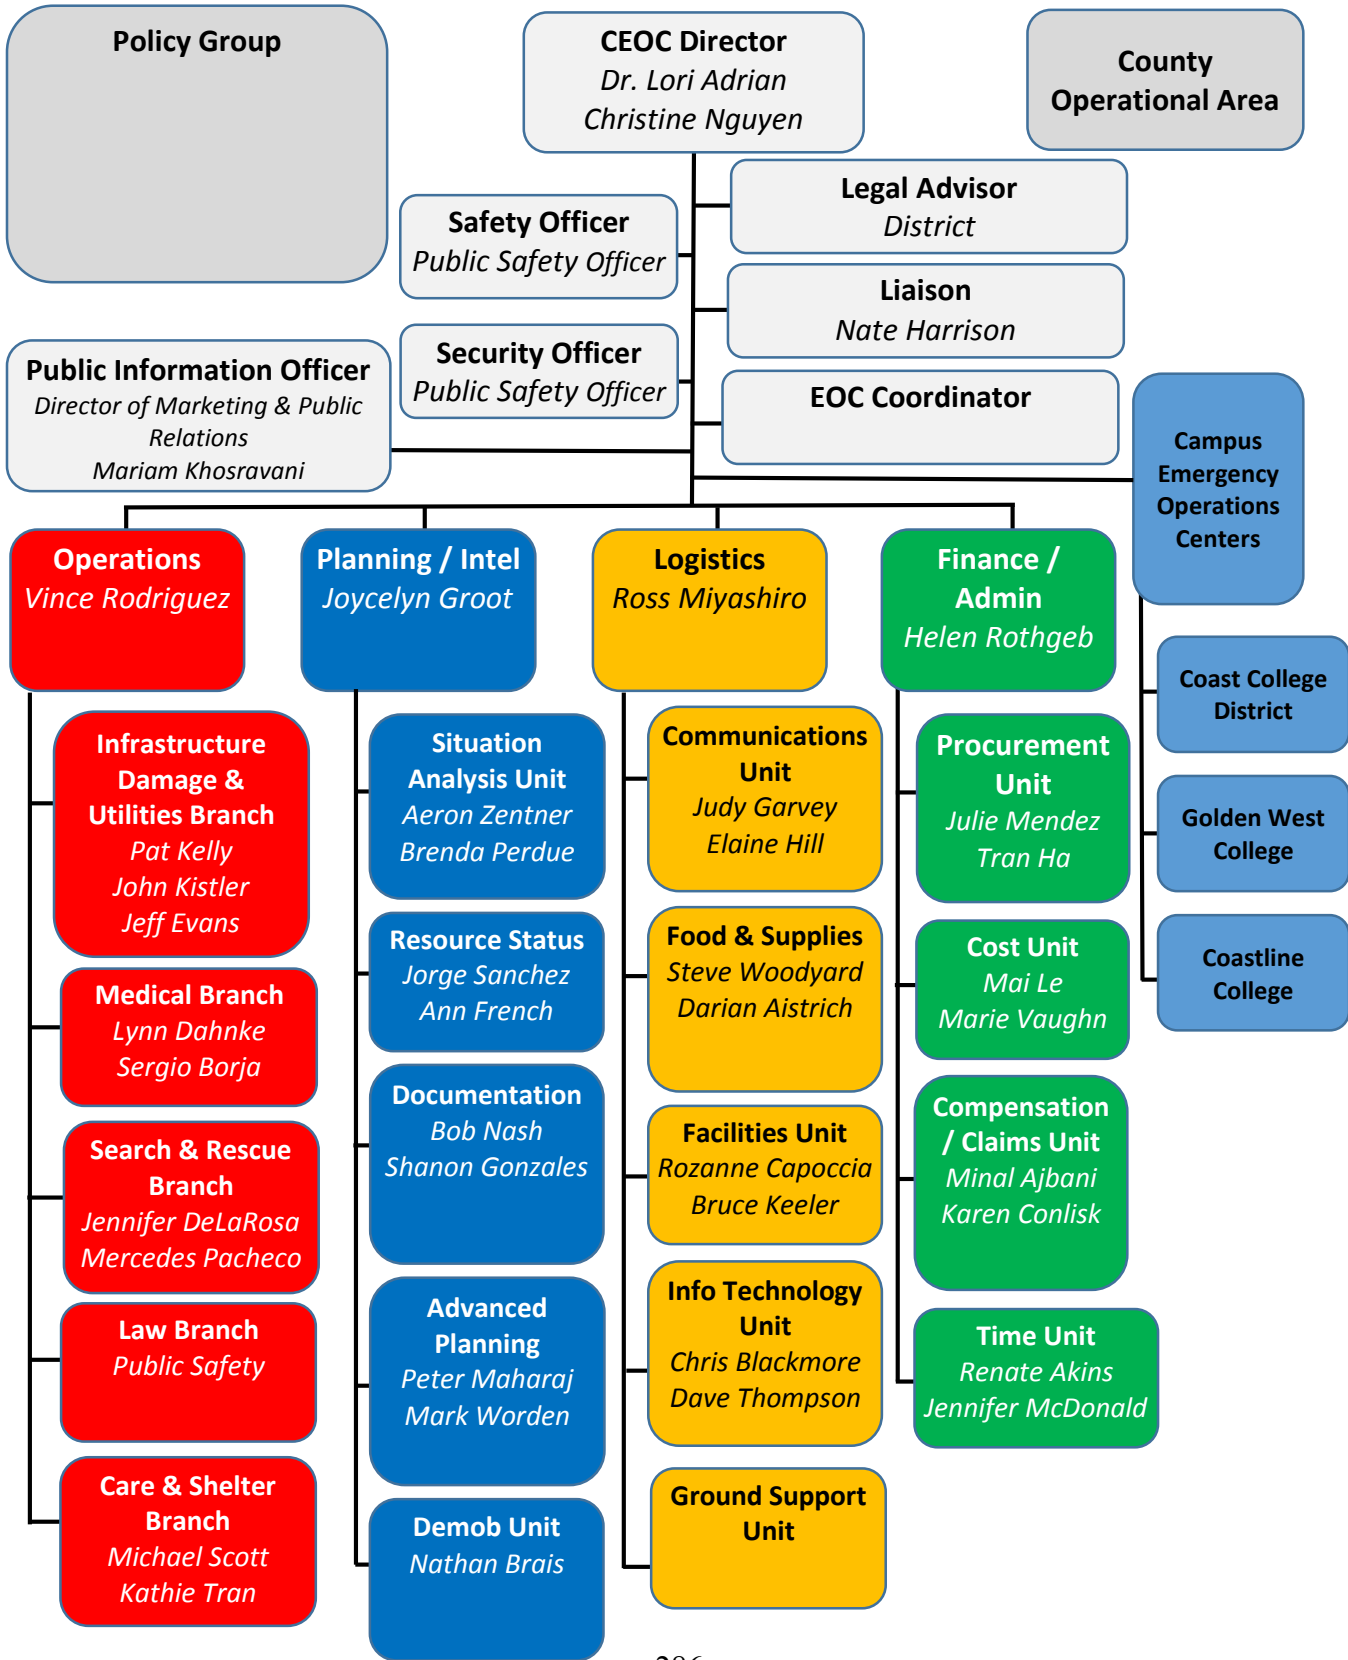 Policy Group
CEOC Director
Dr. Lori Adrian
Christine Nguyen
County
Operational Area
Legal Advisor
District
Safety Officer
Public Safety Officer
Liaison
Nate Harrison
Security Officer
Public Safety Officer
Public Information Officer
Director of Marketing & Public
Relations
Mariam Khosravani
EOC Coordinator
Campus
Emergency
Operations
Centers
Coast College
District
Golden West
College
Coastline
College
Operations
Vince Rodriguez
Infrastructure
Damage &
Utilities Branch
Pat Kelly
John Kistler
Jeff Evans
Medical Branch
Lynn Dahnke
Sergio Borja
Search & Rescue
Branch
Jennifer DeLaRosa
Mercedes Pacheco
Law Branch
Public Safety
Care & Shelter
Branch
Michael Scott
Kathie Tran
Planning / Intel
Joycelyn Groot
Situation
Analysis Unit
Aeron Zentner
Brenda Perdue
Resource Status
Jorge Sanchez
Ann French
Documentation
Bob Nash
Shanon Gonzales
Advanced
Planning
Peter Maharaj
Mark Worden
Demob Unit
Nathan Brais
Logistics
Ross Miyashiro
Communications
Unit
Judy Garvey
Elaine Hill
Food & Supplies
Steve Woodyard
Darian Aistrich
Facilities Unit
Rozanne Capoccia
Bruce Keeler
Info Technology
Unit
Chris Blackmore
Dave Thompson
Ground Support
Unit
Finance /
Admin
Helen Rothgeb
Procurement
Unit
Julie Mendez
Tran Ha
Cost Unit
Mai Le
Marie Vaughn
Compensation
/ Claims Unit
Minal Ajbani
Karen Conlisk
Time Unit
Renate Akins
Jennifer McDonald